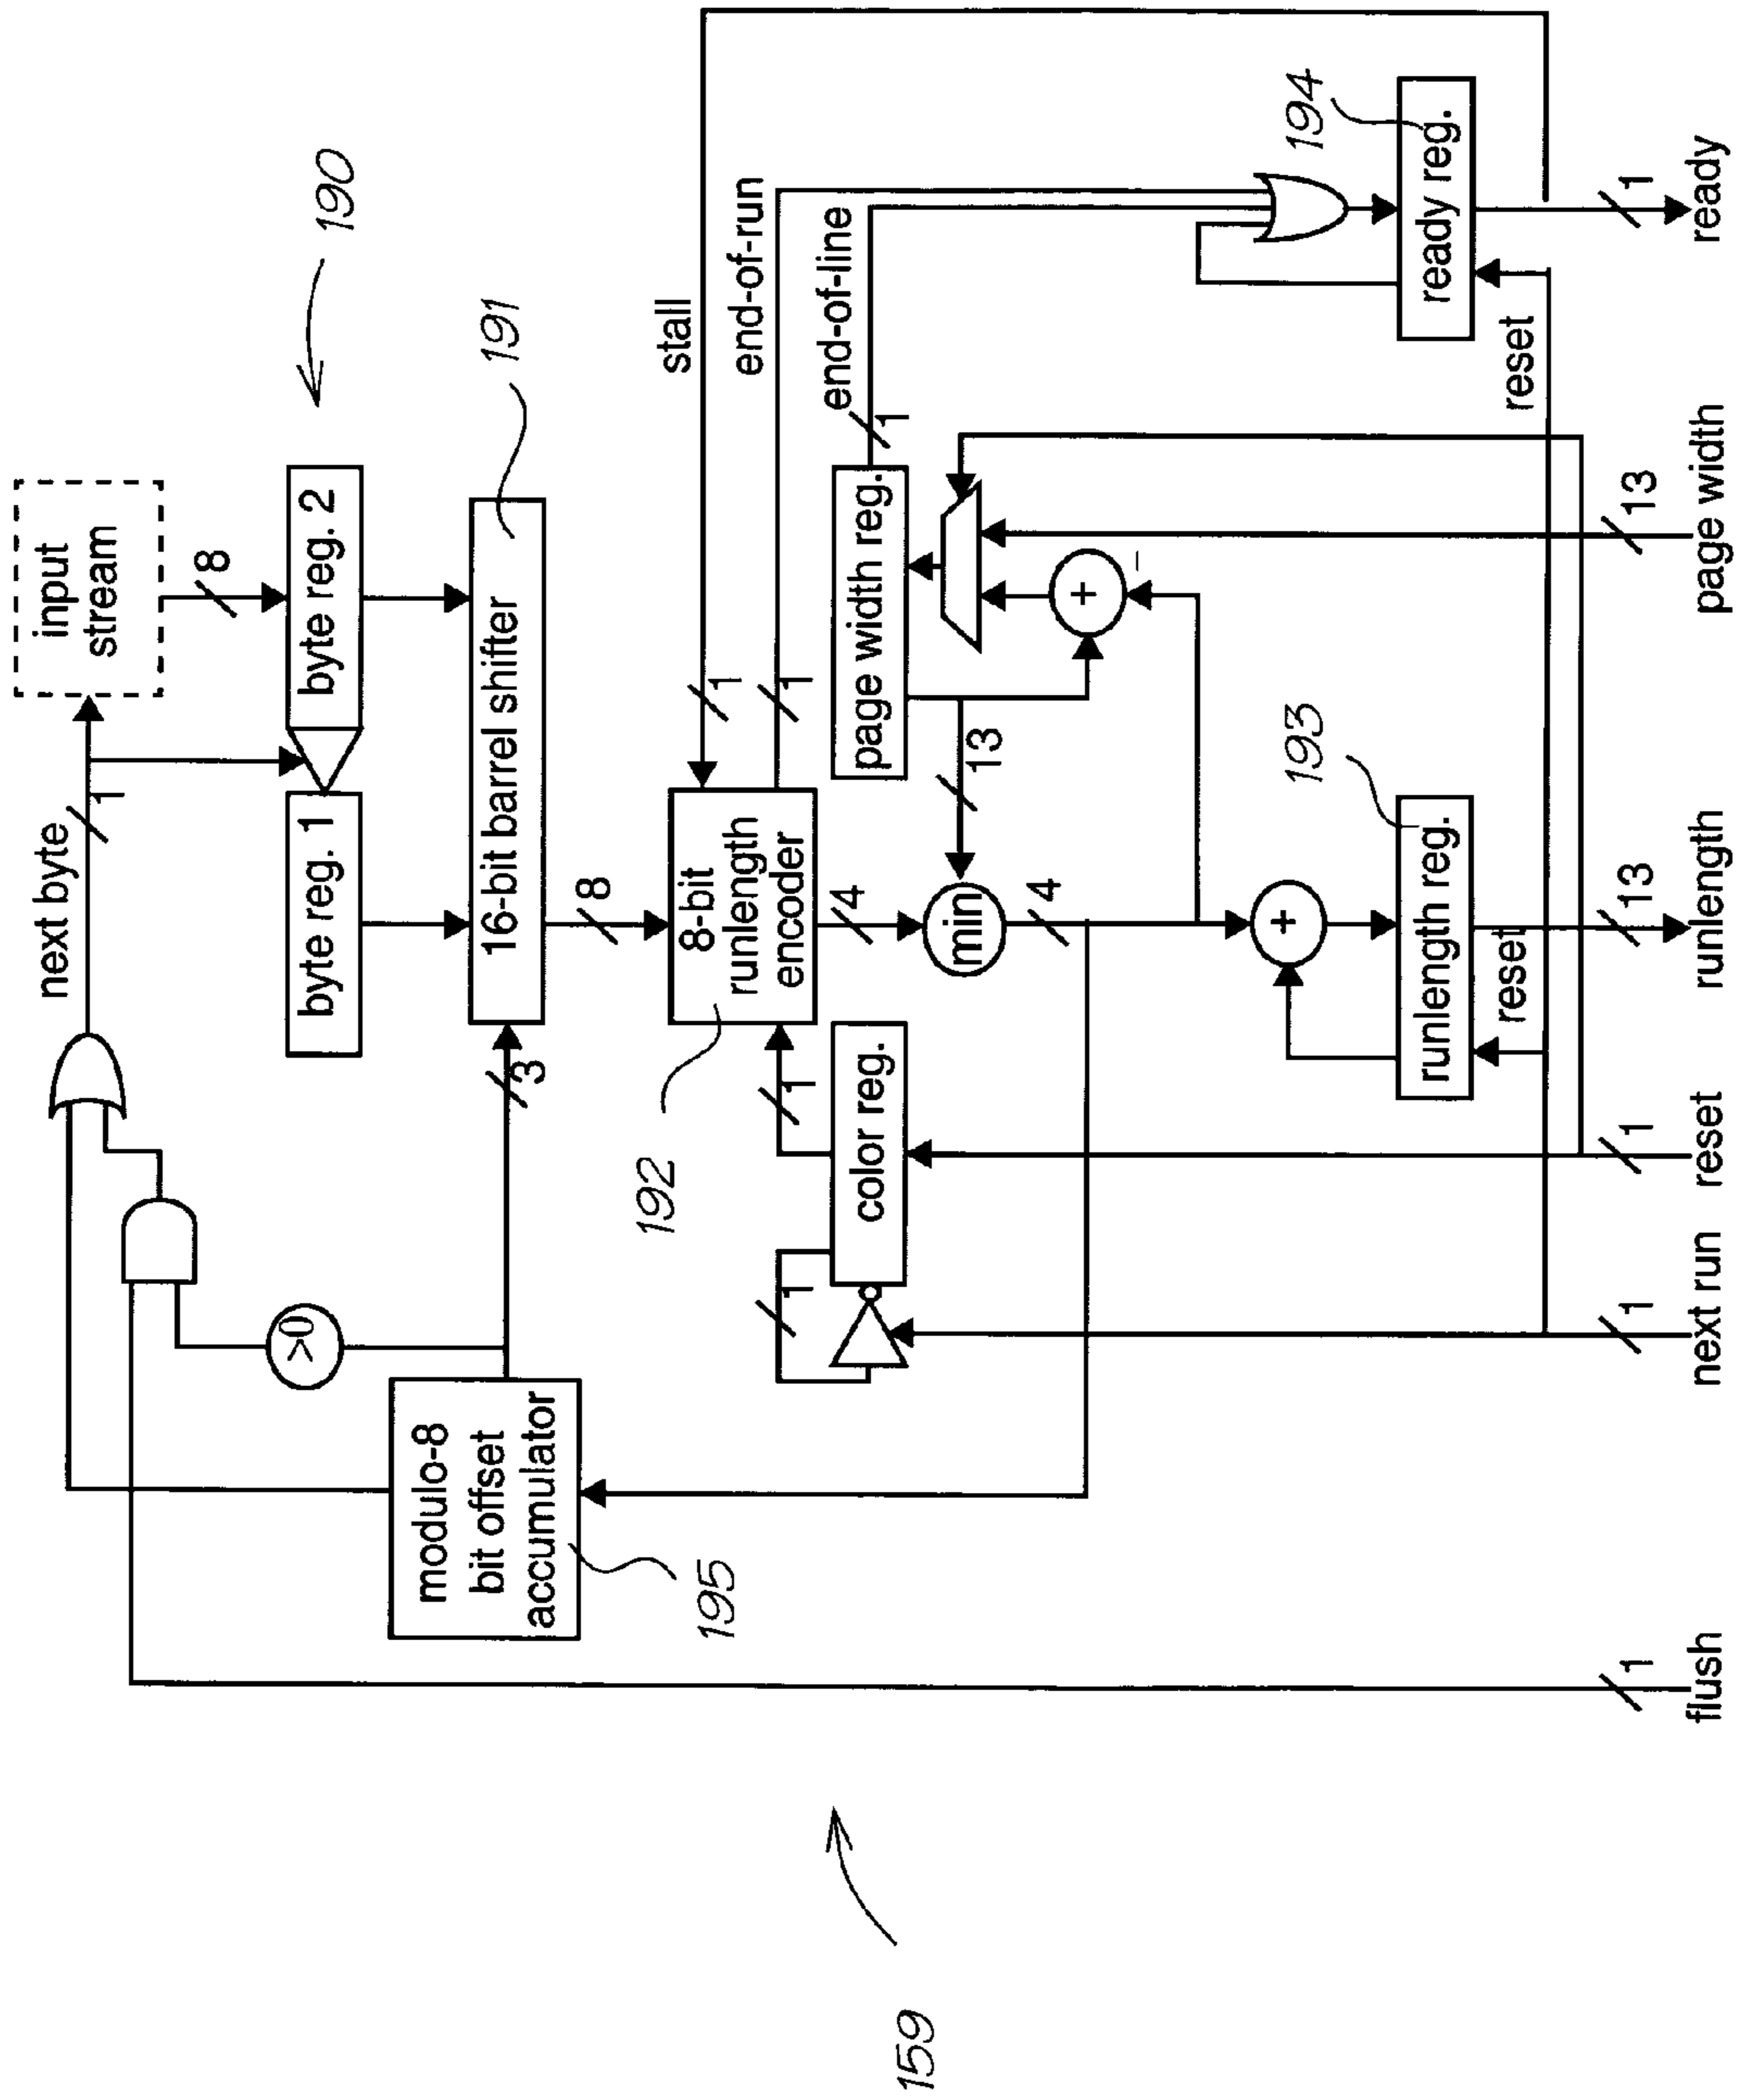 input
stream
190
next byte
1
8
byte reg. 1
byte reg. 2
>0
modulo-8
bit offset
accumulator
195
3
16-bit barrel shifter
191
8
stall
1
end-of-run
1
8-bit
runlength
encoder
192
1
color reg.
1
4
min
4
13
page width reg.
end-of-line
1
+
–
+
193
runlength reg.
reset
194
ready reg.
reset
159
1
flush
1
next run
1
reset
13
runlength
13
page width
1
ready